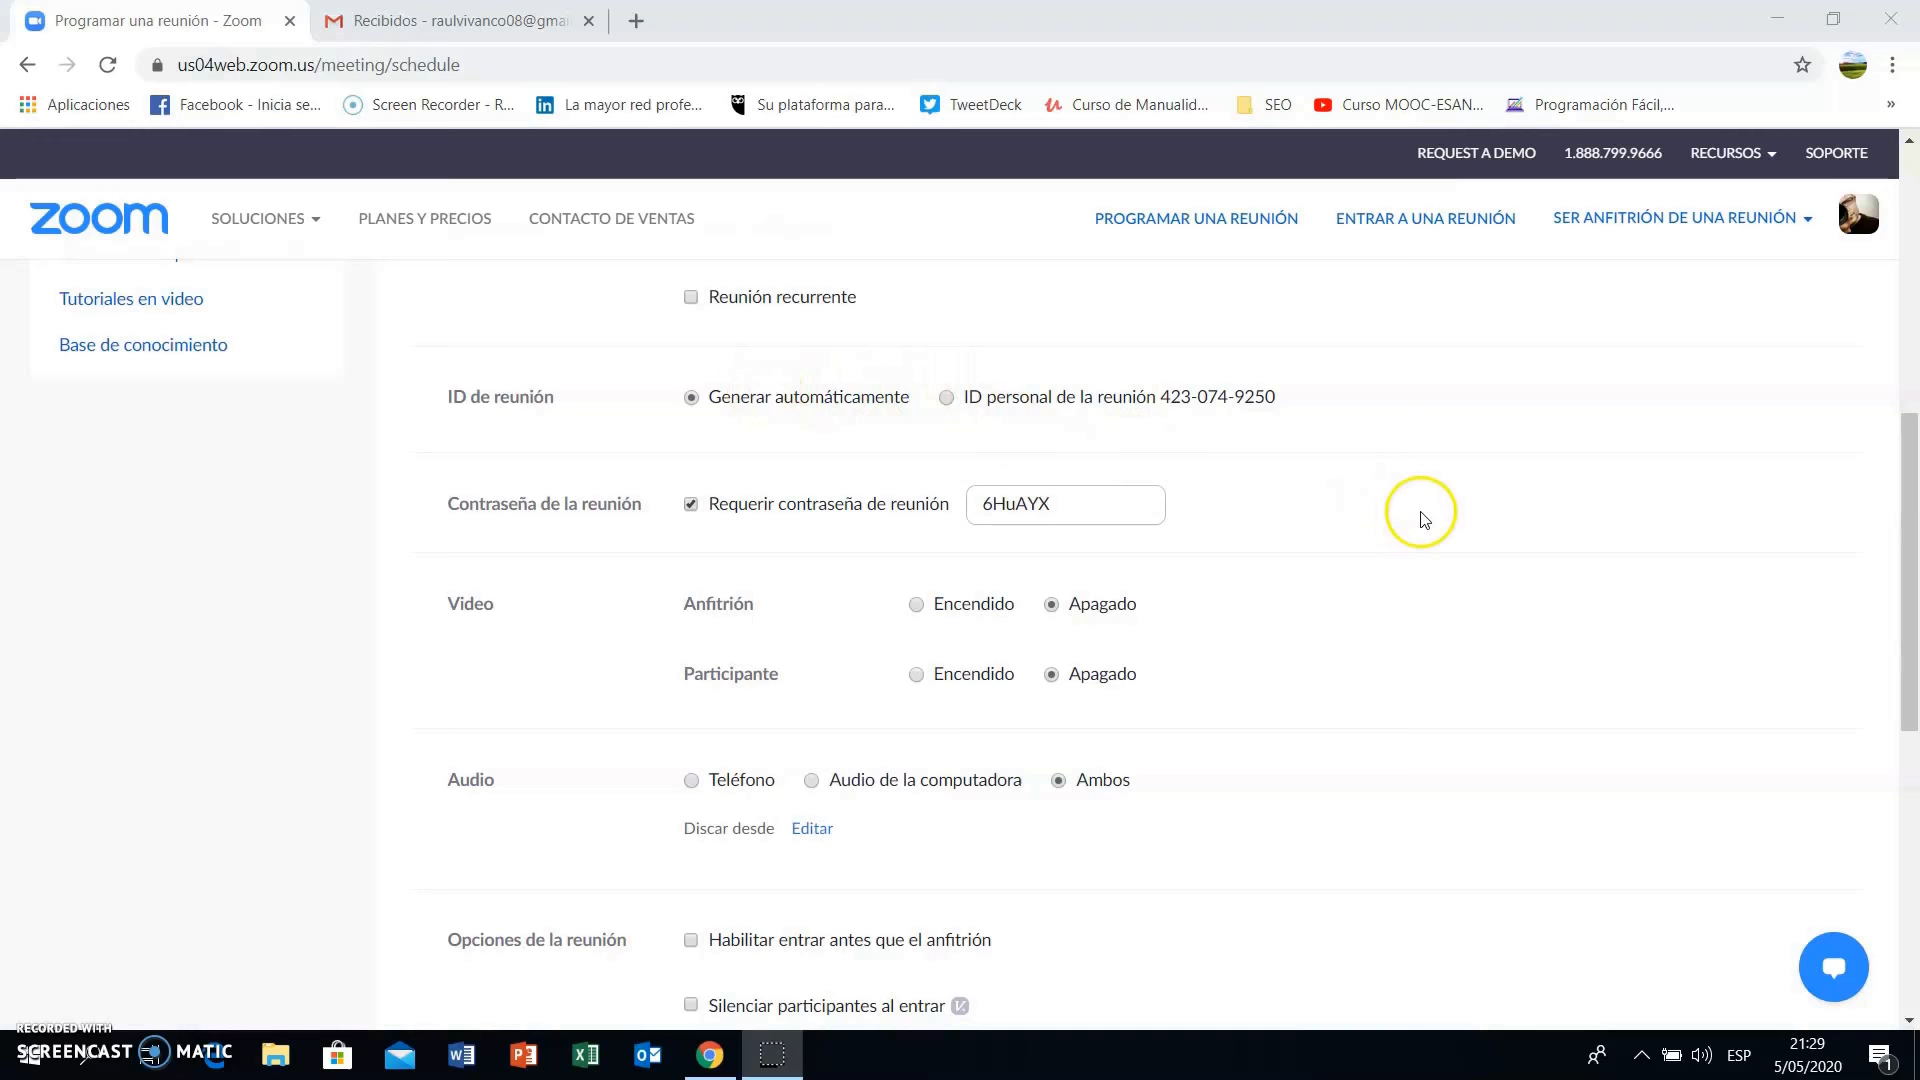 Programar una reunión - Zoom
Recibidos - raulvivanco08@gmai
us04web.zoom.us/meeting/schedule
Aplicaciones
Facebook - Inicia se...
Screen Recorder - R...
La mayor red profe...
Su plataforma para...
TweetDeck
Curso de Manualid...
SEO
Curso MOOC-ESAN...
Programación Fácil,...
»
REQUEST A DEMO
1.888.799.9666
RECURSOS
SOPORTE
zoom
SOLUCIONES
PLANES Y PRECIOS
CONTACTO DE VENTAS
PROGRAMAR UNA REUNIÓN
ENTRAR A UNA REUNIÓN
SER ANFITRIÓN DE UNA REUNIÓN
Tutoriales en video
Base de conocimiento
Reunión recurrente
ID de reunión
Generar automáticamente
ID personal de la reunión 423-074-9250
Contraseña de la reunión
Requerir contraseña de reunión
6HuAYX
Video
Anfitrión
Encendido
Apagado
Participante
Encendido
Apagado
Audio
Teléfono
Audio de la computadora
Ambos
Discar desde
Editar
Opciones de la reunión
Habilitar entrar antes que el anfitrión
Silenciar participantes al entrar
RECORDED WITH
SCREENCAST MATIC
ESP
21:29
5/05/2020
1